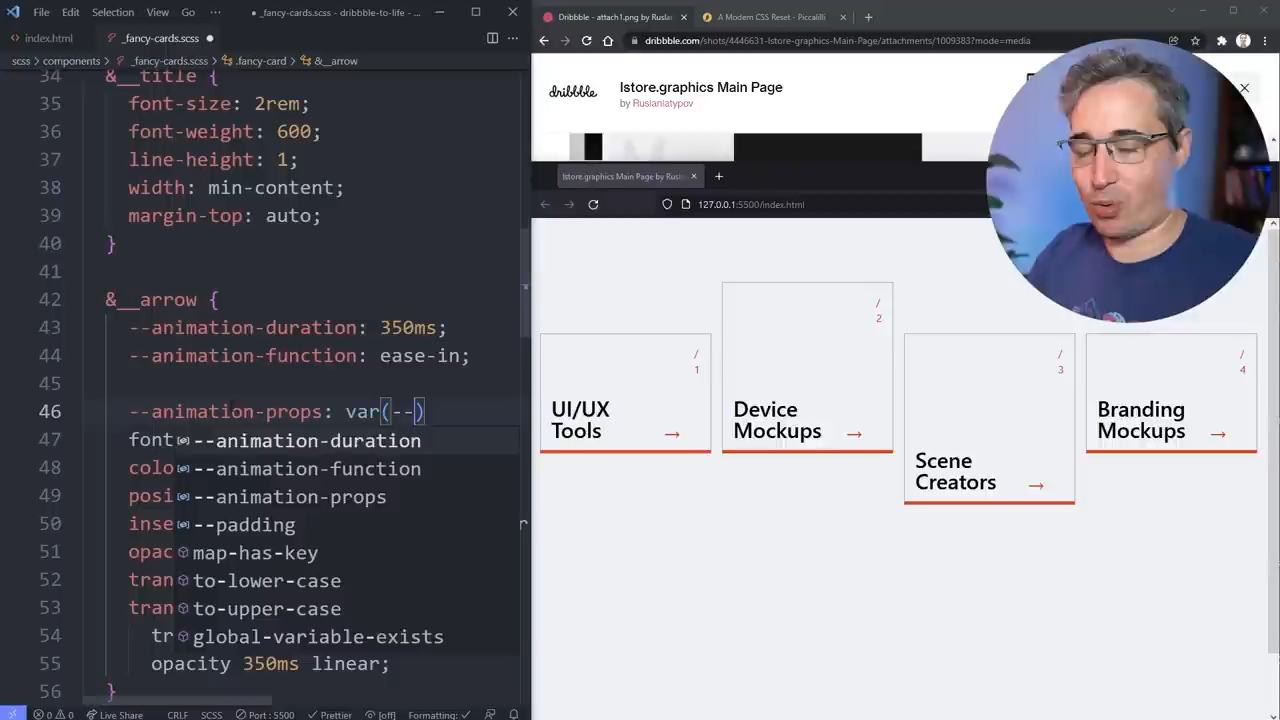 File Edit Selection View Go ··· ● _fancy-cards.scss - dribbble-to-life -
index.html
_fancy-cards.scss ●
scss > components > _fancy-cards.scss > .fancy-card > &__arrow
34 &__title {
35 font-size: 2rem;
36 font-weight: 600;
37 line-height: 1;
38 width: min-content;
39 margin-top: auto;
40 }
41
42 &__arrow {
43 --animation-duration: 350ms;
44 --animation-function: ease-in;
45
46 --animation-props: var(--)
47 font
48 colo
49 posi
50 inse
51 opac
52 tran
53 tran
54 tr
55 opacity 350ms linear;
56 }
--animation-duration
--animation-function
--animation-props
--padding
map-has-key
to-lower-case
to-upper-case
global-variable-exists
0 0 Live Share CRLF SCSS Port : 5500 Prettier [off] Formatting: ✓
Dribbble - attach1.png by Rusla
A Modern CSS Reset - Piccalilli
dribbble.com/shots/4446631-Istore-graphics-Main-Page/attachments/1009383?mode=media
dribbble
Istore.graphics Main Page
by Ruslanlatypov
Istore.graphics Main Page by Rusla
127.0.0.1:5500/index.html
/
1
UI/UX
Tools →
/
2
Device
Mockups →
/
3
Scene
Creators →
/
4
Branding
Mockups →